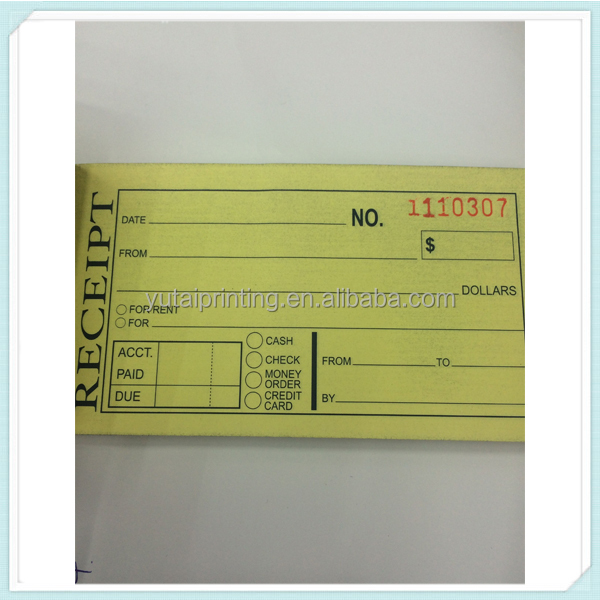 RECEIPT
DATE NO. 1110307
FROM $
DOLLARS
yutaiprinting.en.alibaba.com
FOR/RENT
FOR
ACCT.
PAID
DUE
CASH
CHECK
MONEY
ORDER
CREDIT
CARD
FROM TO
BY